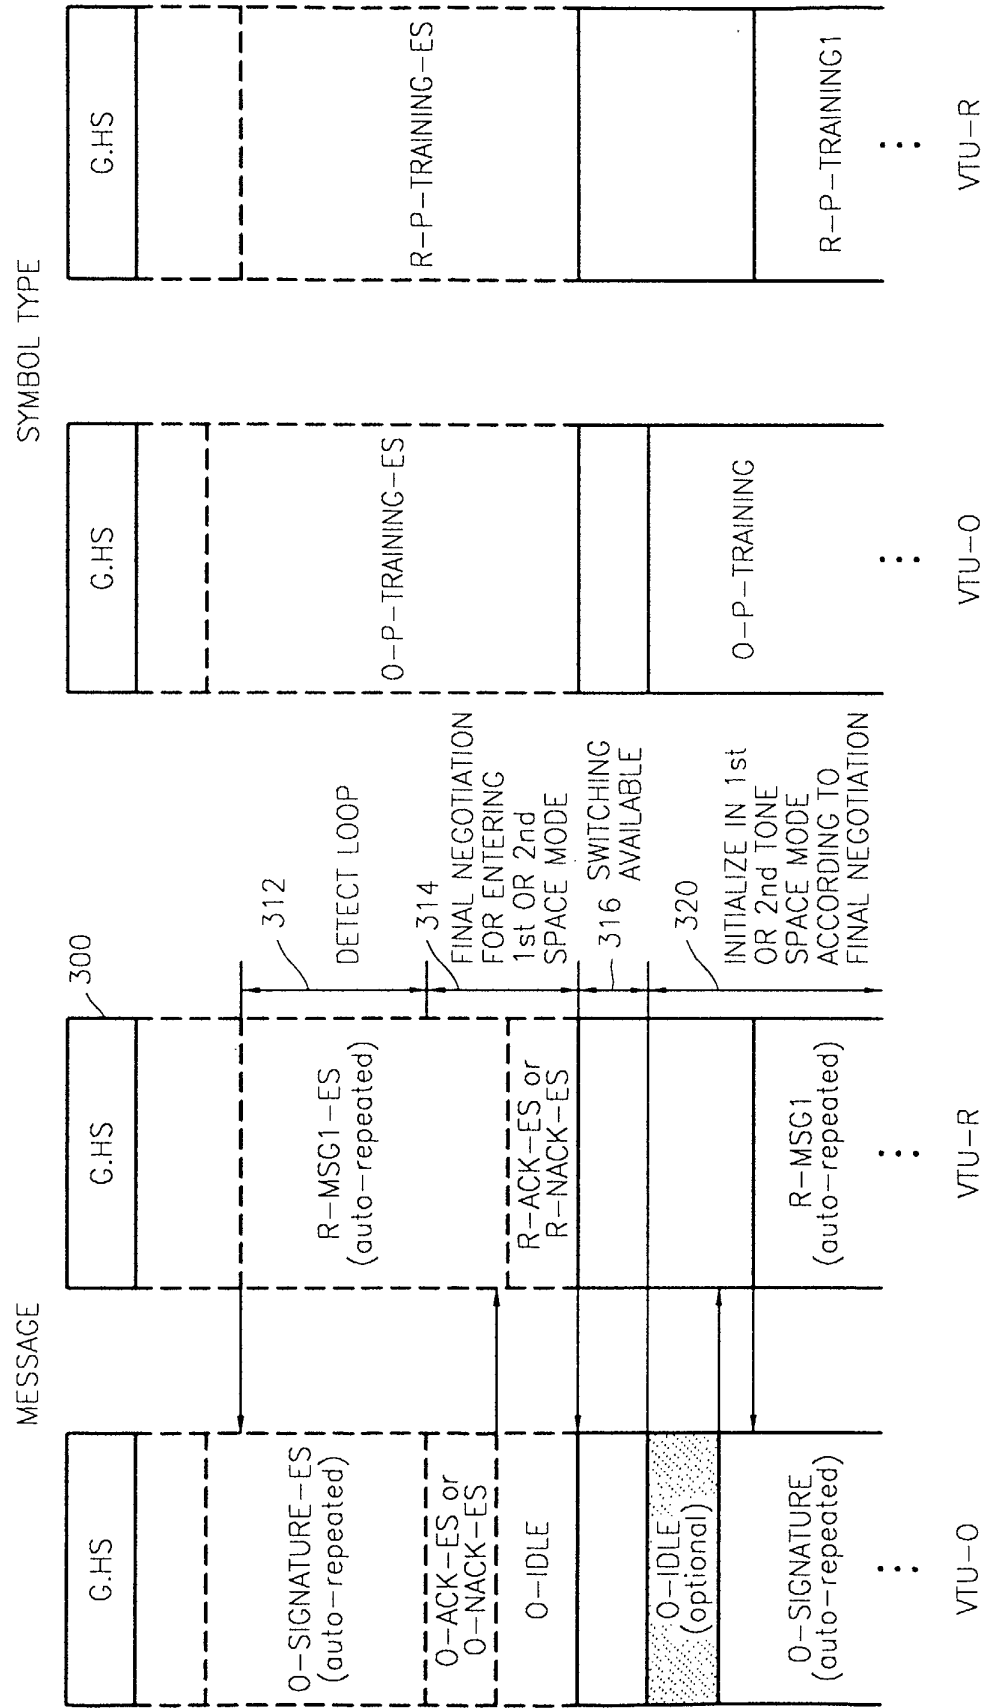 MESSAGE
SYMBOL TYPE
G.HS
O-SIGNATURE-ES
(auto-repeated)
O-ACK-ES or
O-NACK-ES
O-IDLE
O-IDLE
(optional)
O-SIGNATURE
(auto-repeated)
VTU-O
G.HS
R-MSG1-ES
(auto-repeated)
R-ACK-ES or
R-NACK-ES
R-MSG1
(auto-repeated)
VTU-R
300
312
DETECT LOOP
314
FINAL NEGOTIATION
FOR ENTERING
1st OR 2nd
SPACE MODE
316 SWITCHING
AVAILABLE
320
INITIALIZE IN 1st
OR 2nd TONE
SPACE MODE
ACCORDING TO
FINAL NEGOTIATION
G.HS
O-P-TRAINING-ES
O-P-TRAINING
VTU-O
G.HS
R-P-TRAINING-ES
R-P-TRAINING1
VTU-R